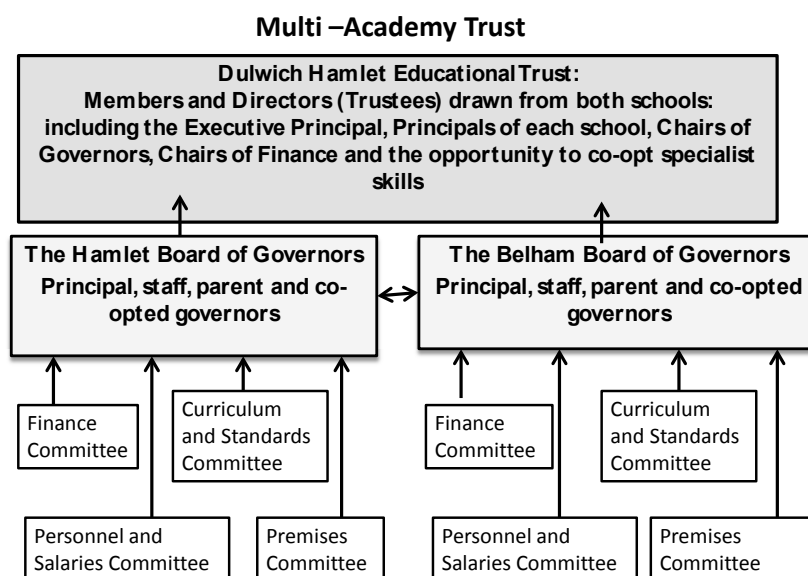 Multi –Academy Trust
Dulwich Hamlet Educational Trust:
Members and Directors (Trustees) drawn from both schools:
including the Executive Principal, Principals of each school, Chairs of
Governors, Chairs of Finance and the opportunity to co-opt specialist
skills
The Hamlet Board of Governors
Principal, staff, parent and co-
opted governors
The Belham Board of Governors
Principal, staff, parent and co-opted
governors
Finance
Committee
Curriculum
and Standards
Committee
Finance
Committee
Curriculum
and Standards
Committee
Personnel and
Salaries Committee
Premises
Committee
Personnel and
Salaries Committee
Premises
Committee